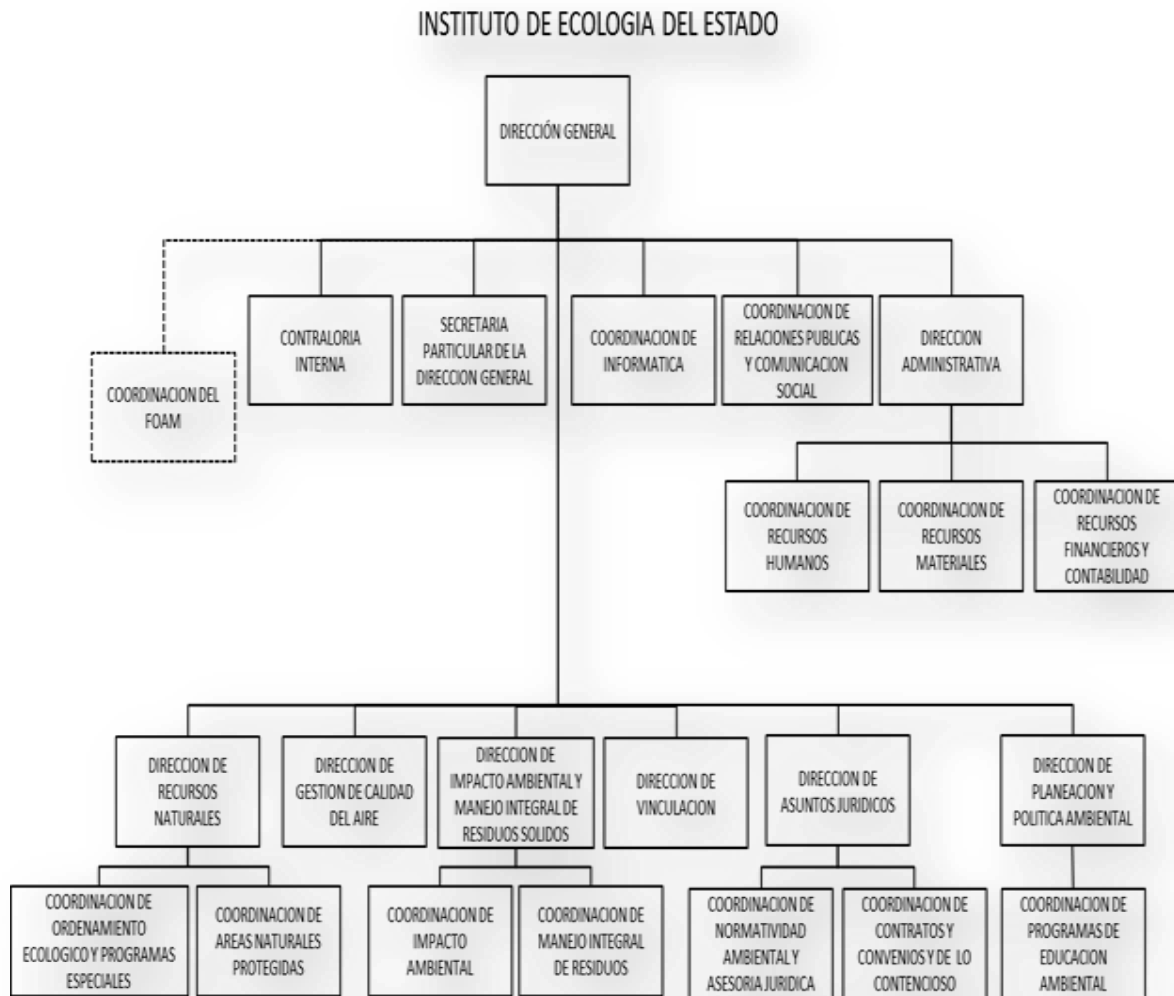 INSTITUTO DE ECOLOGIA DEL ESTADO
DIRECCIÓN GENERAL
COORDINACION DEL
FOAM
CONTRALORIA
INTERNA
SECRETARIA
PARTICULAR DE LA
DIRECCION GENERAL
COORDINACION DE
INFORMATICA
COORDINACION DE
RELACIONES PUBLICAS
Y COMUNICACION
SOCIAL
DIRECCION
ADMINISTRATIVA
COORDINACION DE
RECURSOS
HUMANOS
COORDINACION DE
RECURSOS
MATERIALES
COORDINACION DE
RECURSOS
FINANCIEROS Y
CONTABILIDAD
DIRECCION DE
RECURSOS
NATURALES
DIRECCION DE
GESTION DE CALIDAD
DEL AIRE
DIRECCION DE
IMPACTO AMBIENTAL Y
MANEJO INTEGRAL DE
RESIDUOS SOLIDOS
DIRECCION DE
VINCULACION
DIRECCION DE
ASUNTOS JURIDICOS
DIRECCION DE
PLANEACION Y
POLITICA AMBIENTAL
COORDINACION DE
ORDENAMIENTO
ECOLOGICO Y PROGRAMAS
ESPECIALES
COORDINACION DE
AREAS NATURALES
PROTEGIDAS
COORDINACION DE
IMPACTO
AMBIENTAL
COORDINACION DE
MANEJO INTEGRAL
DE RESIDUOS
COORDINACION DE
NORMATIVIDAD
AMBIENTAL Y
ASESORIA JURIDICA
COORDINACION DE
CONTRATOS Y
CONVENIOS Y DE LO
CONTENCIOSO
COORDINACION DE
PROGRAMAS DE
EDUCACION
AMBIENTAL